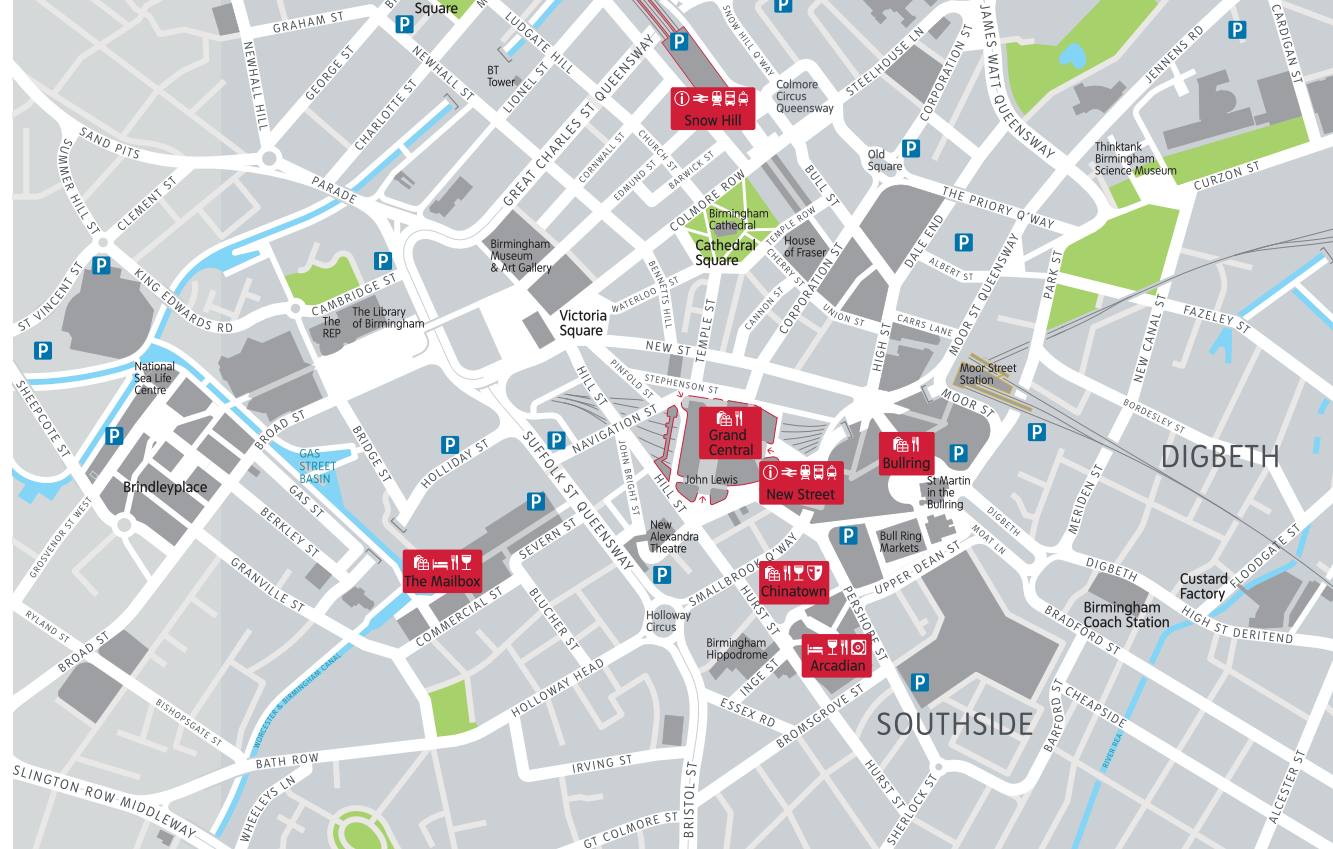 Square
P
P
P
P
GRAHAM ST
NEWHALL HILL
GEORGE ST
NEWHALL ST
LUDGATE HILL
BT
Tower
LIONEL ST
CHARLOTTE ST
GREAT CHARLES ST QUEENSWAY
SNOW HILL Q'WAY
Snow Hill
Colmore
Circus
Queensway
STEELHOUSE LN
CORPORATION ST
JAMES WATT QUEENSWAY
JENNENS RD
CARDIGAN ST
SAND PITS
SUMMER HILL ST
CLEMENT ST
PARADE
CORNWALL ST
CHURCH ST
EDMUND ST
BARWICK ST
COLMORE ROW
BULL ST
Old
Square
P
THE PRIORY Q'WAY
Thinktank
Birmingham
Science Museum
CURZON ST
Birmingham
Cathedral
Cathedral
Square
TEMPLE ROW
House
of Fraser
CHERRY ST
CORPORATION ST
DALE END
P
ALBERT ST
MOOR ST QUEENSWAY
PARK ST
P
P
ST VINCENT ST
KING EDWARDS RD
CAMBRIDGE ST
Birmingham
Museum
& Art Gallery
BENNETTS HILL
WATERLOO ST
TEMPLE ST
CANNON ST
UNION ST
CARRS LANE
HIGH ST
NEW CANAL ST
FAZELEY ST
The
REP
The Library
of Birmingham
Victoria
Square
NEW ST
PINFOLD ST
STEPHENSON ST
P
National
Sea Life
Centre
SHEEPCOTE ST
P
BROAD ST
BRIDGE ST
HILL ST
Moor Street
Station
MOOR ST
BORDESLEY ST
DIGBETH
GAS
STREET
BASIN
P
HOLLIDAY ST
SUFFOLK ST QUEENSWAY
P
NAVIGATION ST
Grand
Central
Bullring
P
P
Brindleyplace
GAS ST
BERKLEY ST
P
JOHN BRIGHT ST
HILL ST
John Lewis
New Street
St Martin
in the
Bullring
MERIDEN ST
GROSVENOR ST WEST
GRANVILLE ST
The Mailbox
SEVERN ST
New
Alexandra
Theatre
P
SMALLBROOK Q'WAY
P
Bull Ring
Markets
DIGBETH
MOAT LN
UPPER DEAN ST
DIGBETH
FLOODGATE ST
RYLAND ST
BROAD ST
COMMERCIAL ST
BLUCHER ST
Holloway
Circus
HURST ST
Chinatown
PERSHORE ST
Custard
Factory
Birmingham
Coach Station
HIGH ST DERITEND
BRADFORD ST
WORCESTER & BIRMINGHAM CANAL
HOLLOWAY HEAD
Birmingham
Hippodrome
INGE ST
Arcadian
P
BISHOPSGATE ST
ESSEX RD
BROMSGROVE ST
SOUTHSIDE
BARFORD ST
CHEAPSIDE
RIVER REA
BATH ROW
IRVING ST
ISLINGTON ROW MIDDLEWAY
WHEELEYS LN
GT COLMORE ST
BRISTOL ST
HURST ST
SHERLOCK ST
ALCESTER ST